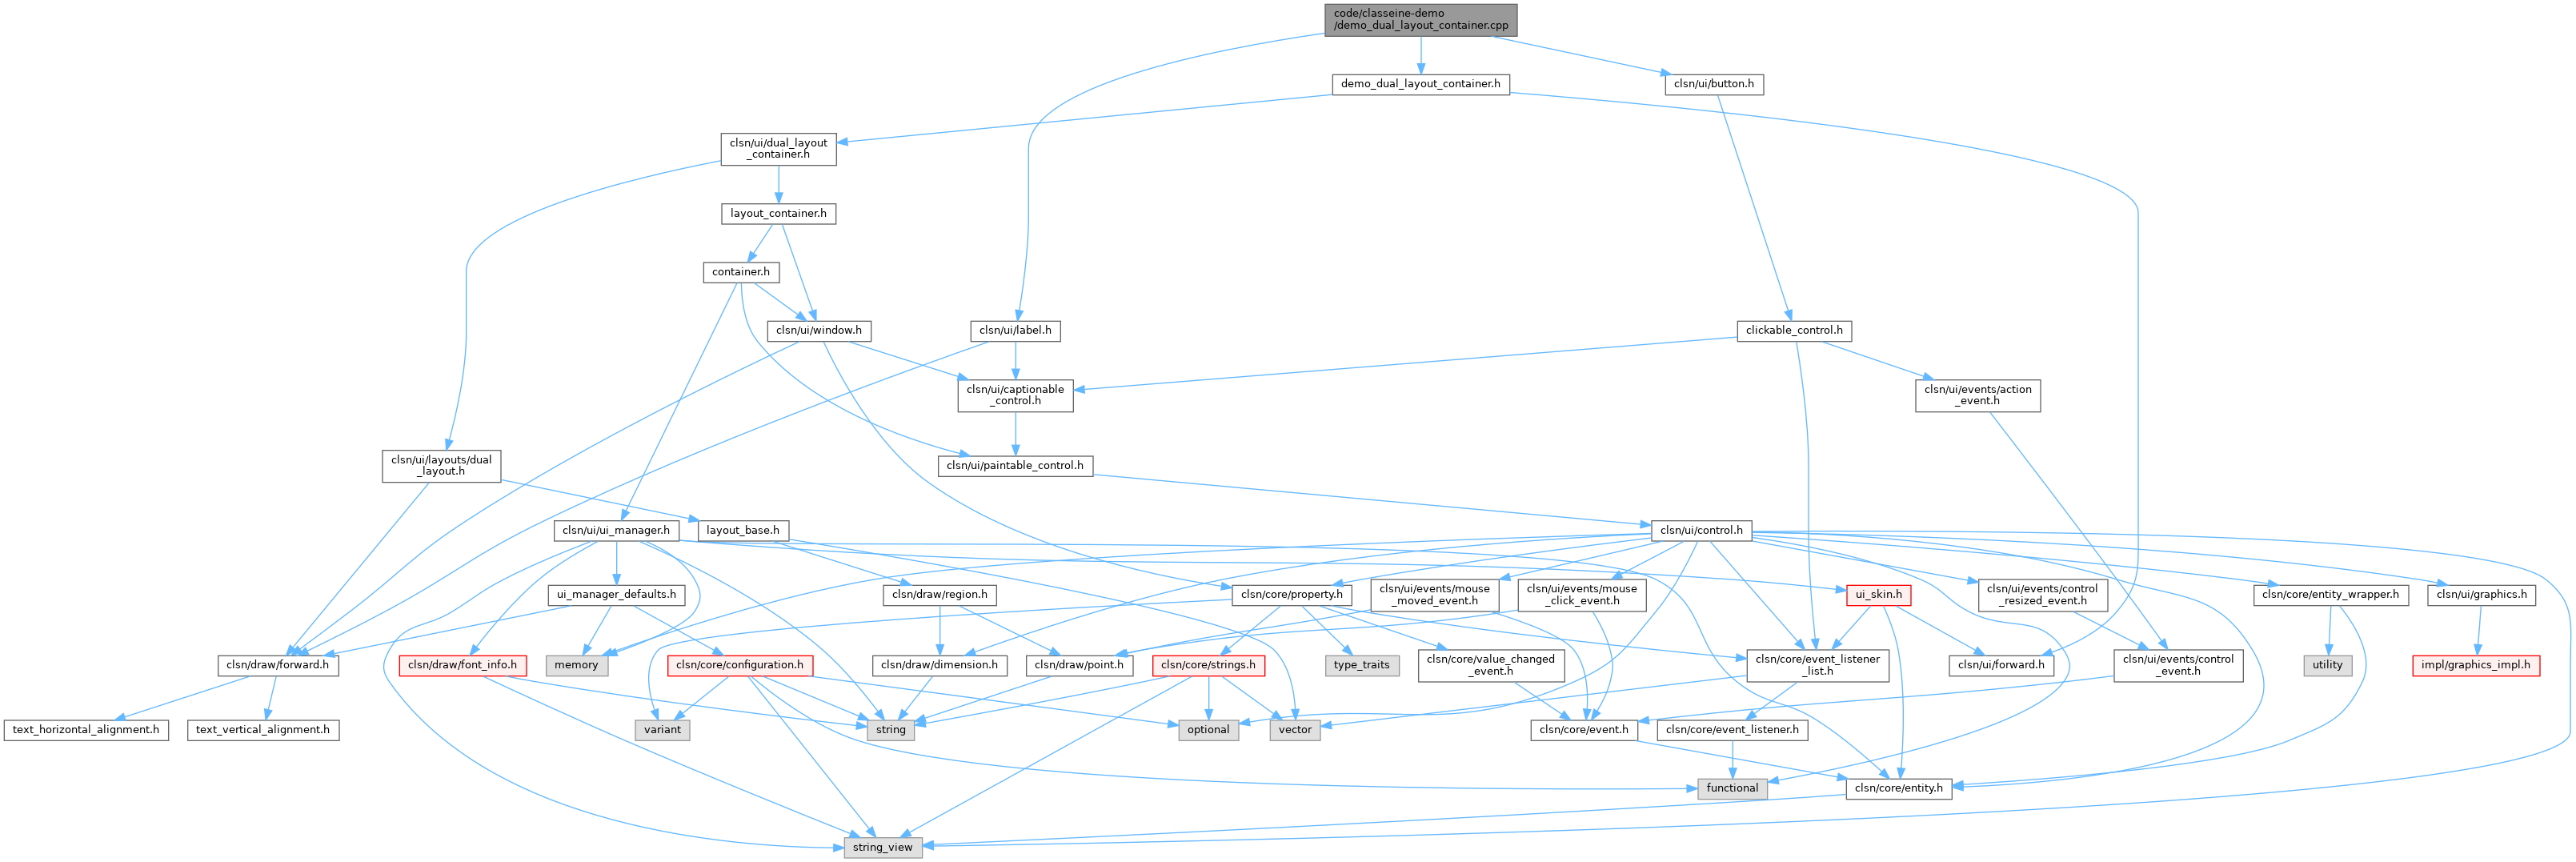 code/classeine-demo
/demo_dual_layout_container.cpp
demo_dual_layout_container.h
clsn/ui/button.h
clsn/ui/dual_layout
_container.h
layout_container.h
container.h
clsn/ui/window.h
clsn/ui/label.h
clickable_control.h
clsn/ui/captionable
_control.h
clsn/ui/events/action
_event.h
clsn/ui/layouts/dual
_layout.h
clsn/ui/paintable_control.h
clsn/ui/ui_manager.h
layout_base.h
clsn/ui/control.h
ui_manager_defaults.h
clsn/draw/region.h
clsn/core/property.h
clsn/ui/events/mouse
_moved_event.h
clsn/ui/events/mouse
_click_event.h
ui_skin.h
clsn/ui/events/control
_resized_event.h
clsn/core/entity_wrapper.h
clsn/ui/graphics.h
clsn/draw/forward.h
clsn/draw/font_info.h
memory
clsn/core/configuration.h
clsn/draw/dimension.h
clsn/draw/point.h
clsn/core/strings.h
type_traits
clsn/core/value_changed
_event.h
clsn/core/event_listener
_list.h
clsn/ui/forward.h
clsn/ui/events/control
_event.h
utility
impl/graphics_impl.h
text_horizontal_alignment.h
text_vertical_alignment.h
variant
string
optional
vector
clsn/core/event.h
clsn/core/event_listener.h
functional
clsn/core/entity.h
string_view